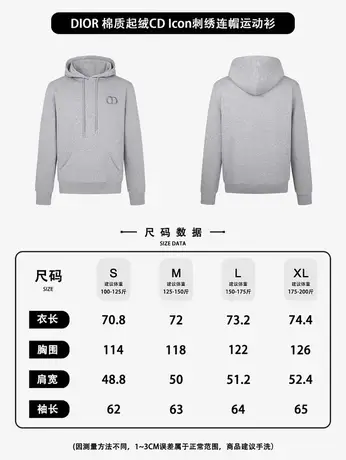 DIOR 棉质起绒CD Icon刺绣连帽运动衫
尺码数据
SIZE DATA
尺码 S M L XL
SIZE 建议体重 建议体重 建议体重 建议体重
100-125斤 125-150斤 150-175斤 175-200斤
衣长 70.8 72 73.2 74.4
胸围 114 118 122 126
肩宽 48.8 50 51.2 52.4
袖长 62 63 64 65
(因测量方法不同，1~3CM误差属于正常范围，商品建议手洗)